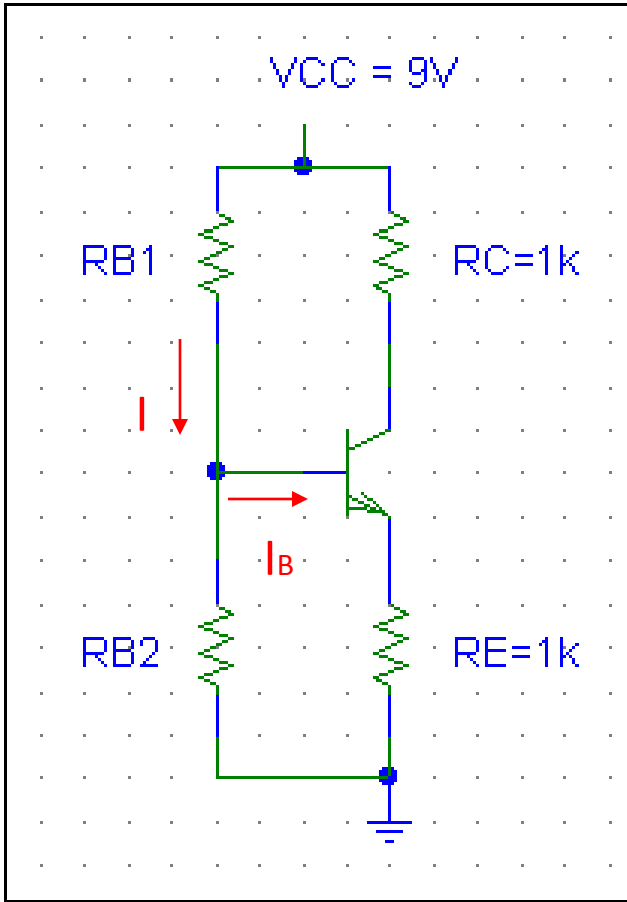 VCC = 9V
RB1
RC=1k
I
IB
RB2
RE=1k